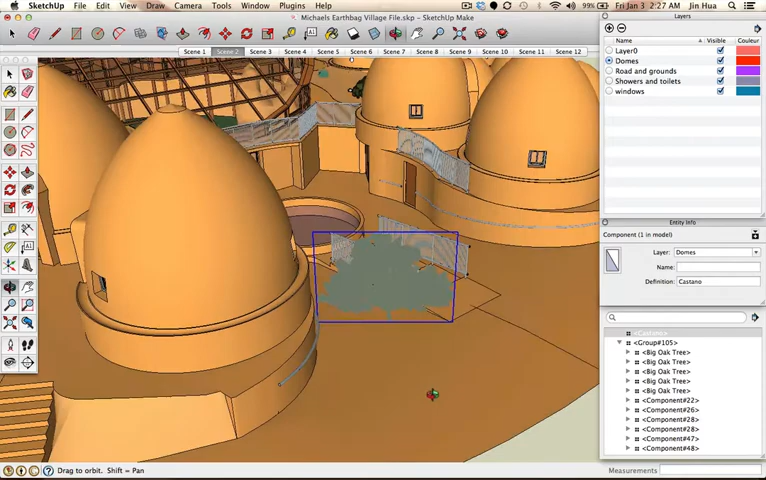 SketchUp File Edit View Draw Camera Tools Window Help 99% Fri Jan 3 2:27 AM Jin Hua
Michaels Earthbag Village File.skp - SketchUp Make
Scene 1 Scene 2 Scene 3 Scene 4 Scene 5 Scene 6 Scene 7 Scene 8 Scene 9 Scene 10 Scene 11 Scene 12
Layers
Name Visible Couleur
Layer0
Domes
Road and grounds
Showers and toilets
windows
Entity Info
Component (1 in model)
Layer: Domes
Name:
Definition: Castano
<Castano>
<Group#105>
<Big Oak Tree>
<Big Oak Tree>
<Big Oak Tree>
<Big Oak Tree>
<Big Oak Tree>
<Component#22>
<Component#26>
<Component#28>
<Component#28>
<Component#47>
<Component#48>
Drag to orbit. Shift = Pan
Measurements